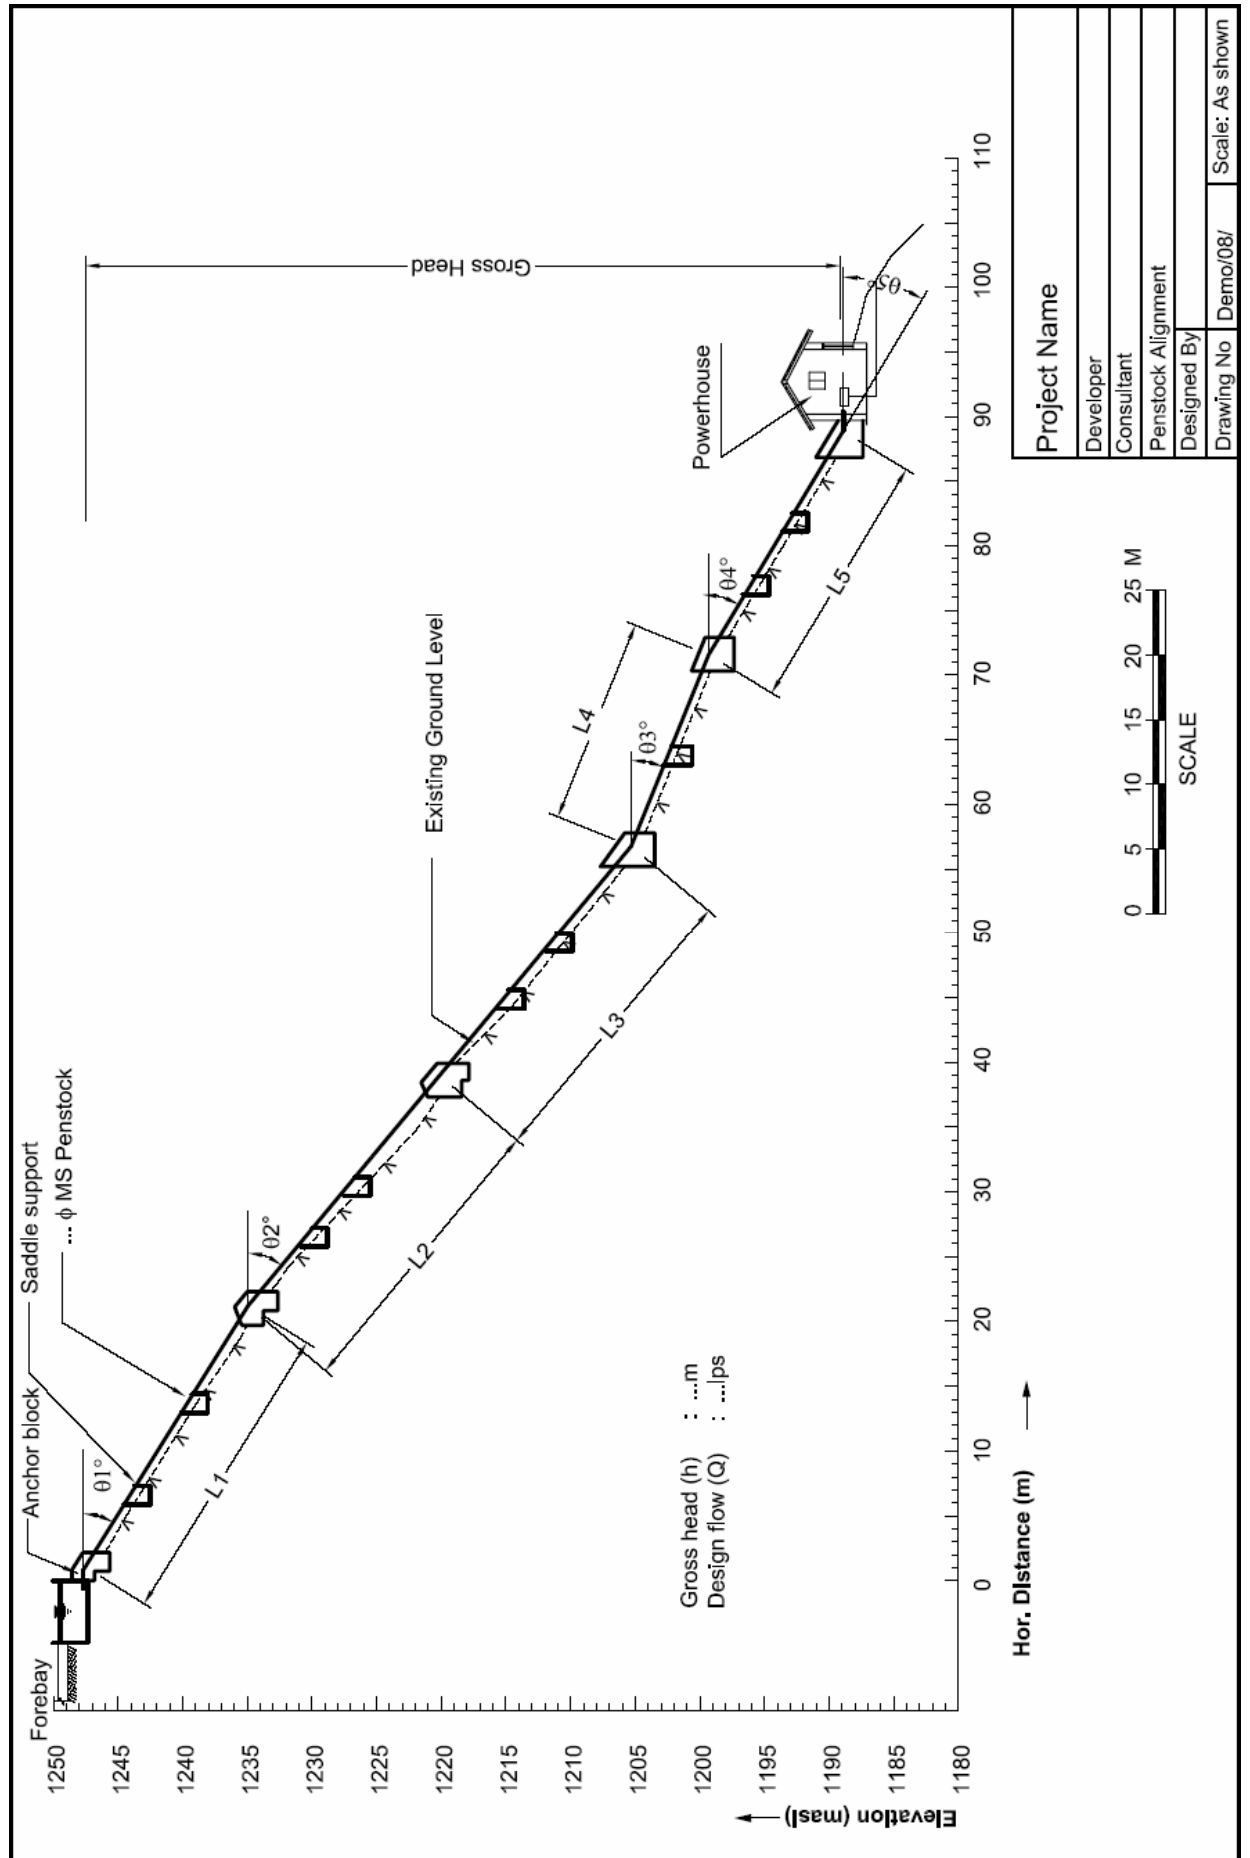 Forebay
Anchor block
Saddle support
... ϕ MS Penstock
Existing Ground Level
Powerhouse
Gross Head
θ1°
θ2°
θ3°
θ4°
θ5°
L1
L2
L3
L4
L5
Elevation (masl)
1250
1245
1240
1235
1230
1225
1220
1215
1210
1205
1200
1195
1190
1185
1180
0
10
20
30
40
50
60
70
80
90
100
110
Hor. Distance (m)
Gross head (h) : ...m
Design flow (Q) : ...lps
0 5 10 15 20 25 M
SCALE
Project Name
Developer
Consultant
Penstock Alignment
Designed By
Drawing No Demo/08/ Scale: As shown